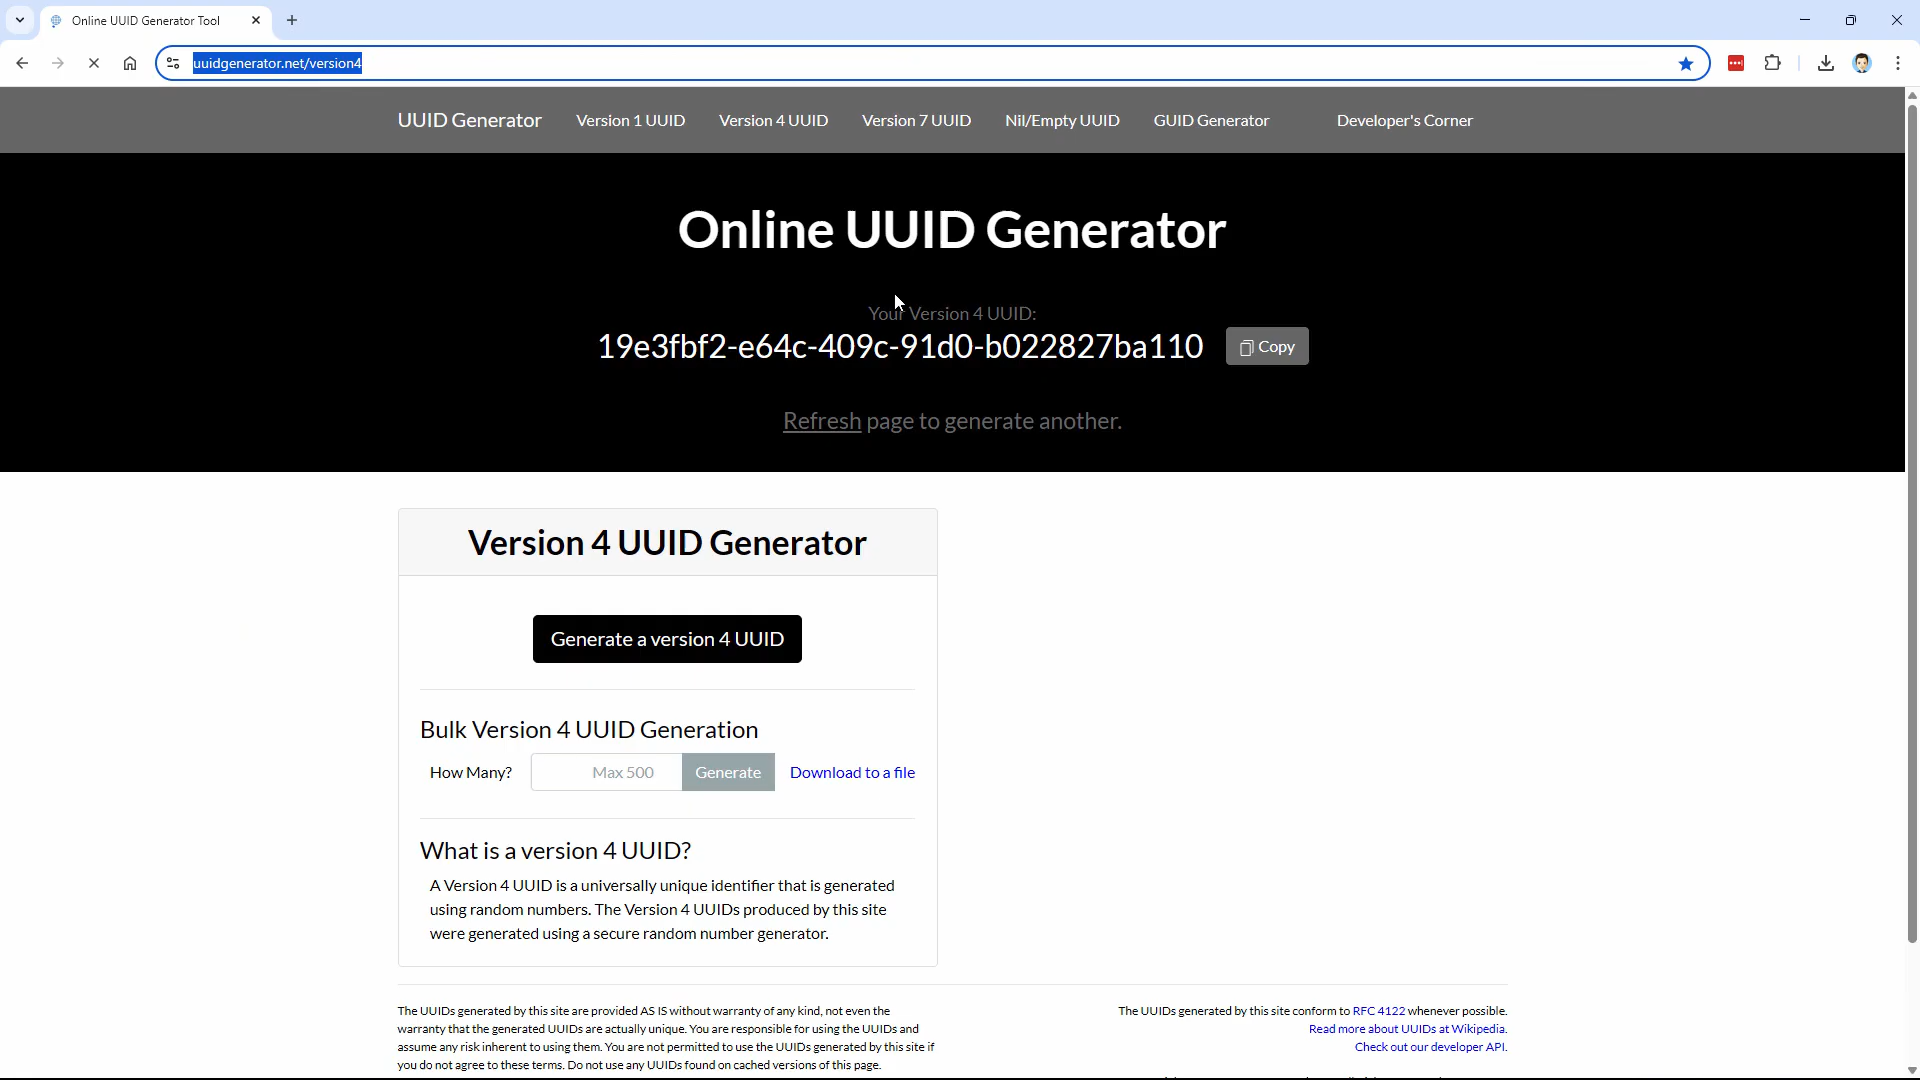 Online UUID Generator Tool
uuidgenerator.net/version4
UUID Generator Version 1 UUID Version 4 UUID Version 7 UUID Nil/Empty UUID GUID Generator Developer's Corner
Online UUID Generator
Your Version 4 UUID:
19e3fbf2-e64c-409c-91d0-b022827ba110 Copy
Refresh page to generate another.
Version 4 UUID Generator
Generate a version 4 UUID
Bulk Version 4 UUID Generation
How Many? Max 500 Generate Download to a file
What is a version 4 UUID?
A Version 4 UUID is a universally unique identifier that is generated
using random numbers. The Version 4 UUIDs produced by this site
were generated using a secure random number generator.
The UUIDs generated by this site are provided AS IS without warranty of any kind, not even the
warranty that the generated UUIDs are actually unique. You are responsible for using the UUIDs and
assume any risk inherent to using them. You are not permitted to use the UUIDs generated by this site if
you do not agree to these terms. Do not use any UUIDs found on cached versions of this page.
The UUIDs generated by this site conform to RFC 4122 whenever possible.
Read more about UUIDs at Wikipedia.
Check out our developer API.